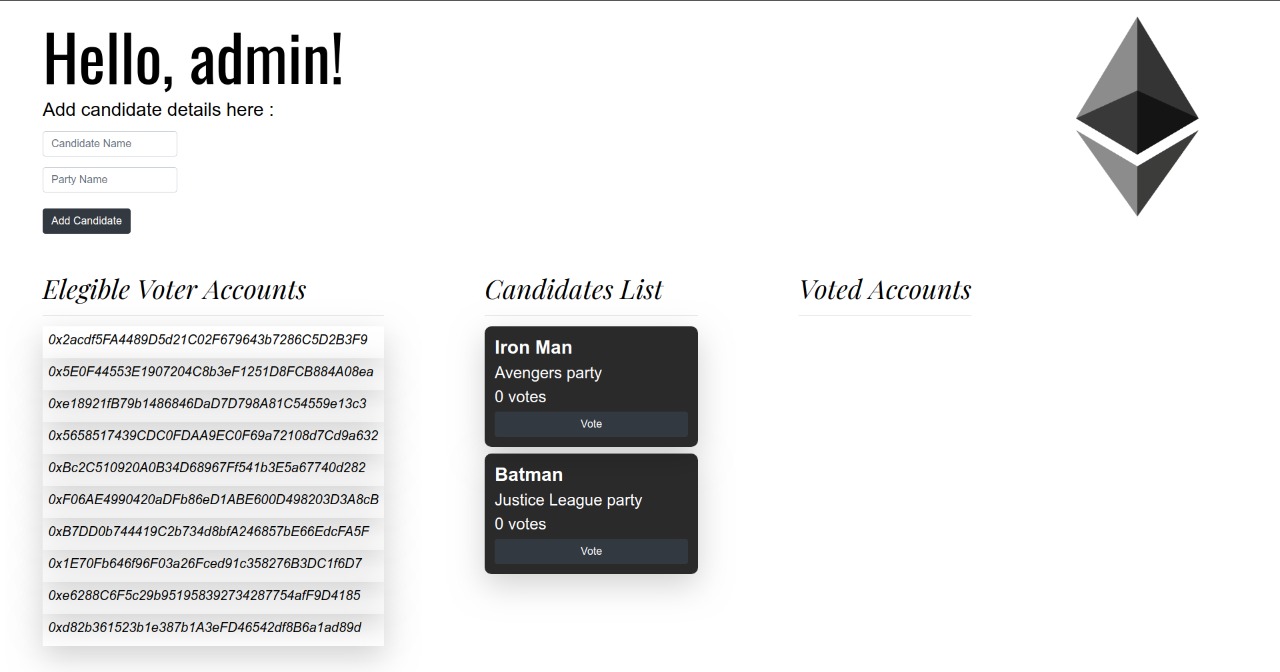 Hello, admin!
Add candidate details here :
Candidate Name
Party Name
Add Candidate
Elegible Voter Accounts
0x2acdf5FA4489D5d21C02F679643b7286C5D2B3F9
0x5E0F44553E1907204C8b3eF1251D8FCB884A08ea
0xe18921fB79b1486846DaD7D798A81C54559e13c3
0x5658517439CDC0FDAA9EC0F69a72108d7Cd9a632
0xBc2C510920A0B34D68967Ff541b3E5a67740d282
0xF06AE4990420aDFb86eD1ABE600D498203D3A8cB
0xB7DD0b744419C2b734d8bfA246857bE66EdcFA5F
0x1E70Fb646f96F03a26Fced91c358276B3DC1f6D7
0xe6288C6F5c29b951958392734287754afF9D4185
0xd82b361523b1e387b1A3eFD46542df8B6a1ad89d
Candidates List
Iron Man
Avengers party
0 votes
Vote
Batman
Justice League party
0 votes
Vote
Voted Accounts